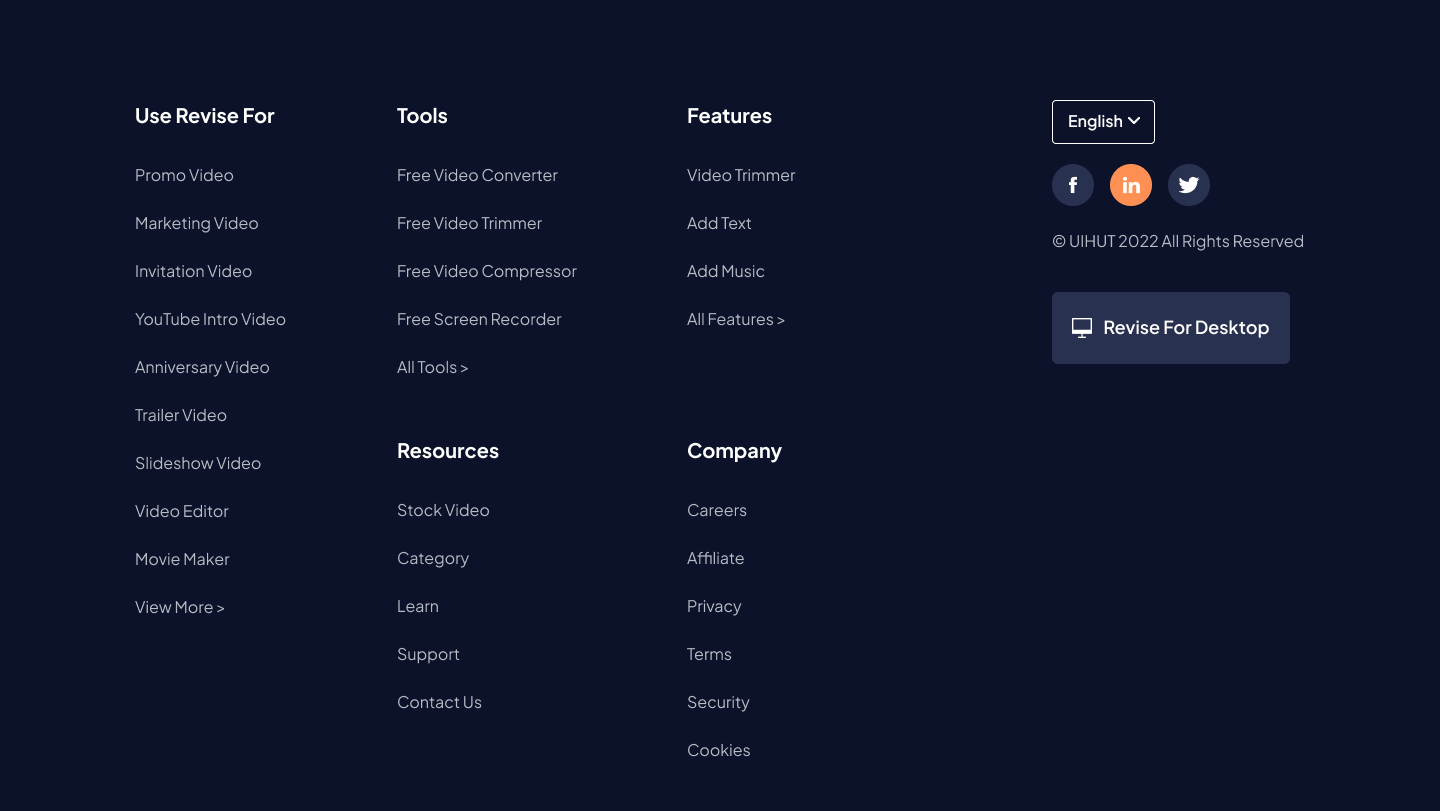 Use Revise For
Promo Video
Marketing Video
Invitation Video
YouTube Intro Video
Anniversary Video
Trailer Video
Slideshow Video
Video Editor
Movie Maker
View More >
Tools
Free Video Converter
Free Video Trimmer
Free Video Compressor
Free Screen Recorder
All Tools >
Resources
Stock Video
Category
Learn
Support
Contact Us
Features
Video Trimmer
Add Text
Add Music
All Features >
Company
Careers
Affiliate
Privacy
Terms
Security
Cookies
English
f in
© UIHUT 2022 All Rights Reserved
Revise For Desktop